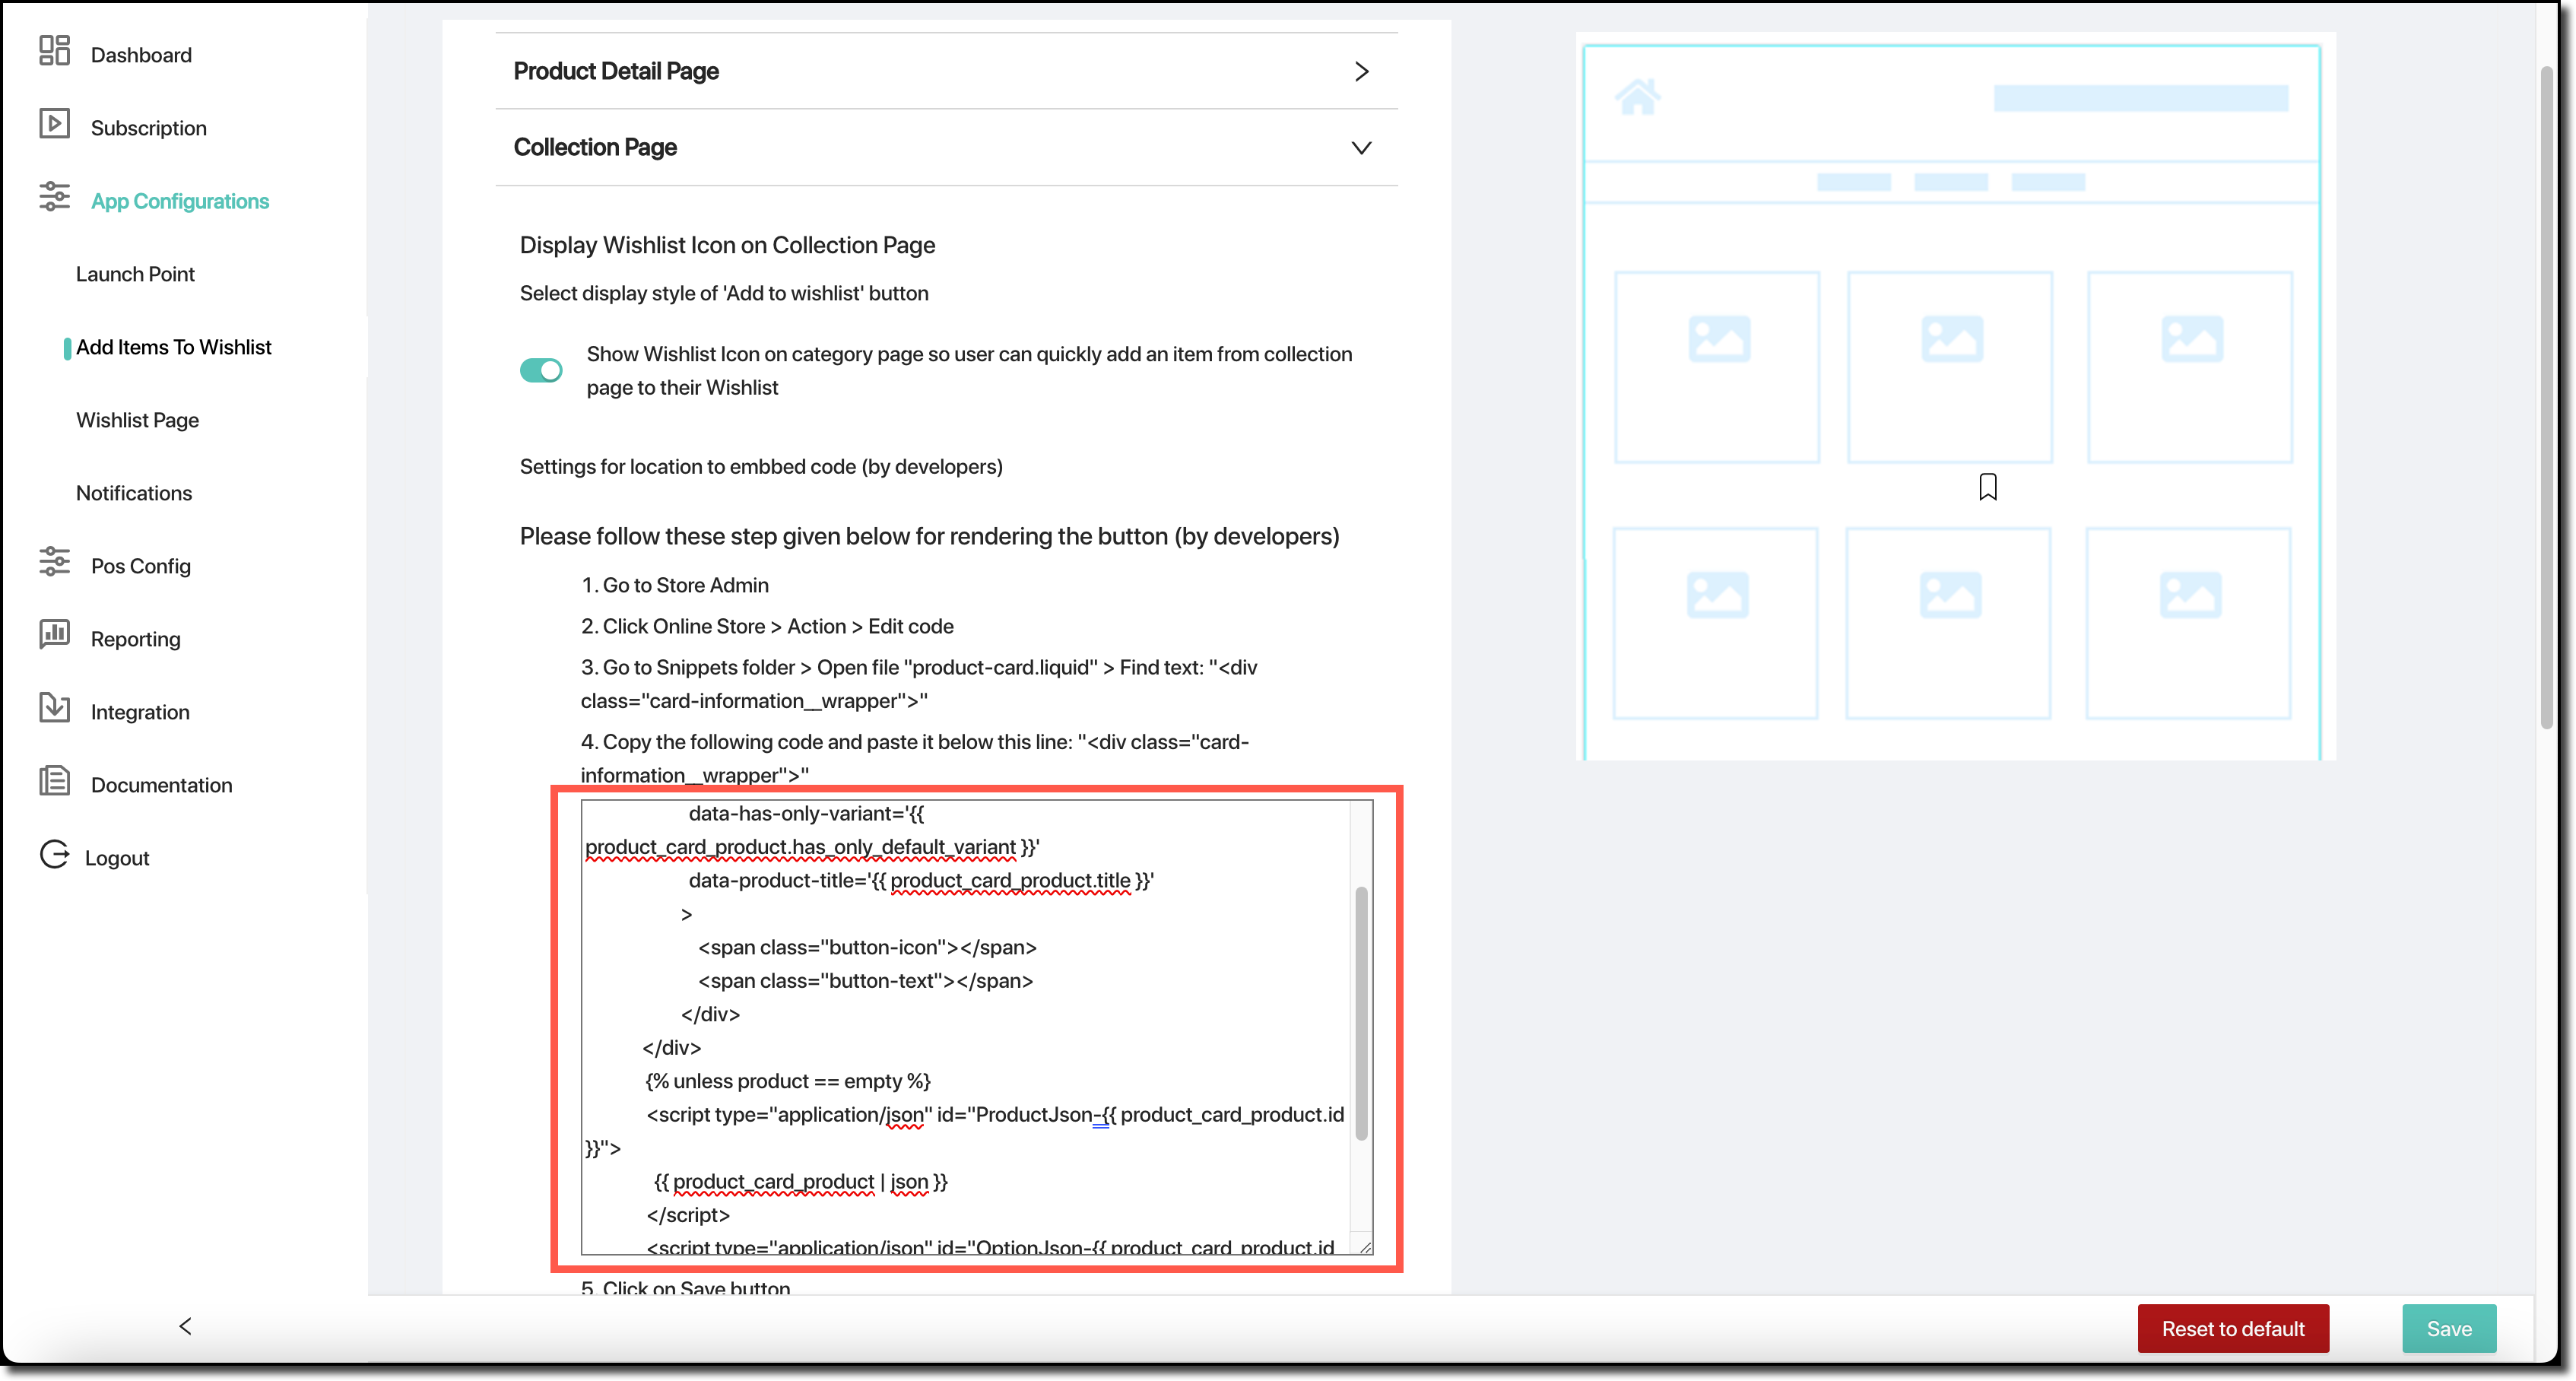 Dashboard
Subscription
App Configurations
Launch Point
Add Items To Wishlist
Wishlist Page
Notifications
Pos Config
Reporting
Integration
Documentation
Logout
Product Detail Page
Collection Page
Display Wishlist Icon on Collection Page
Select display style of 'Add to wishlist' button
Show Wishlist Icon on category page so user can quickly add an item from collection
page to their Wishlist
Settings for location to embbed code (by developers)
Please follow these step given below for rendering the button (by developers)
1. Go to Store Admin
2. Click Online Store > Action > Edit code
3. Go to Snippets folder > Open file "product-card.liquid" > Find text: "<div
class="card-information__wrapper">"
4. Copy the following code and paste it below this line: "<div class="card-
information__wrapper">"
data-has-only-variant='{{
product_card_product.has_only_default_variant }}'
data-product-title='{{ product_card_product.title }}'
>
<span class="button-icon"></span>
<span class="button-text"></span>
</div>
</div>
{% unless product == empty %}
<script type="application/json" id="ProductJson-{{ product_card_product.id
}}">
{{ product_card_product | json }}
</script>
<script type="application/json" id="OptionJson-{{ product_card_product.id
5. Click on Save button
Reset to default
Save